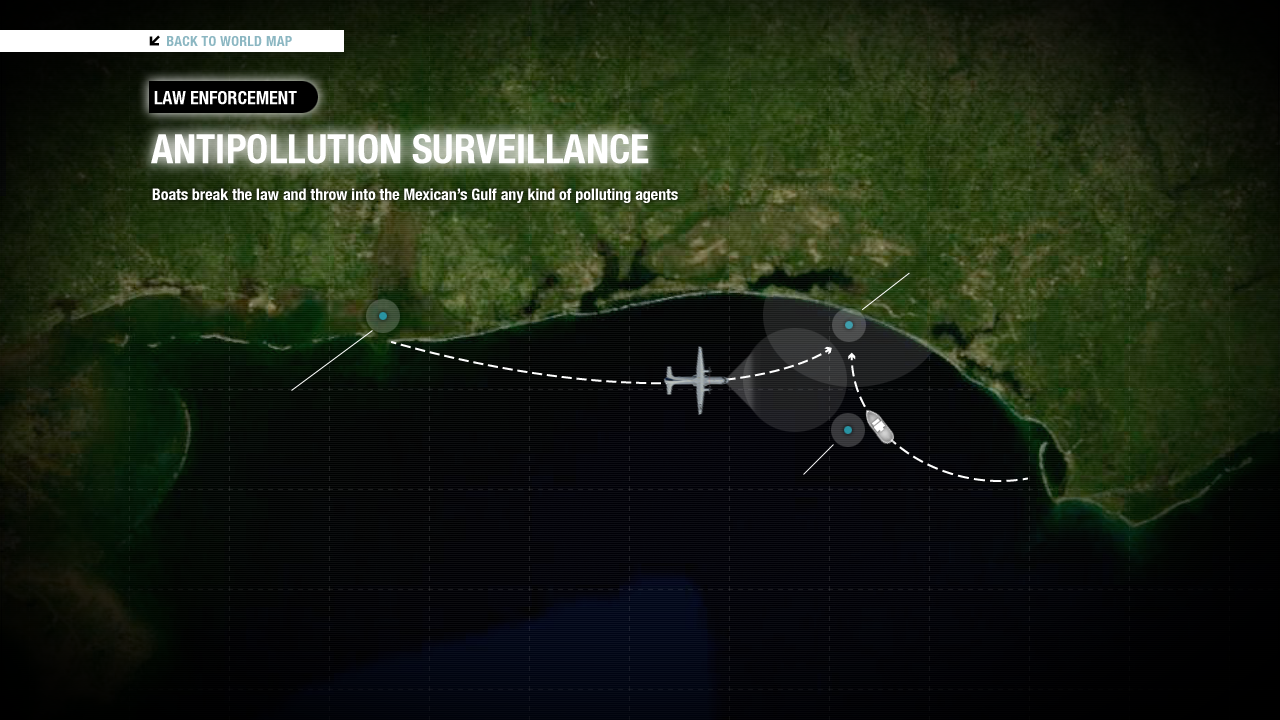 BACK TO WORLD MAP
LAW ENFORCEMENT
ANTIPOLLUTION SURVEILLANCE
Boats break the law and throw into the Mexican's Gulf any kind of polluting agents